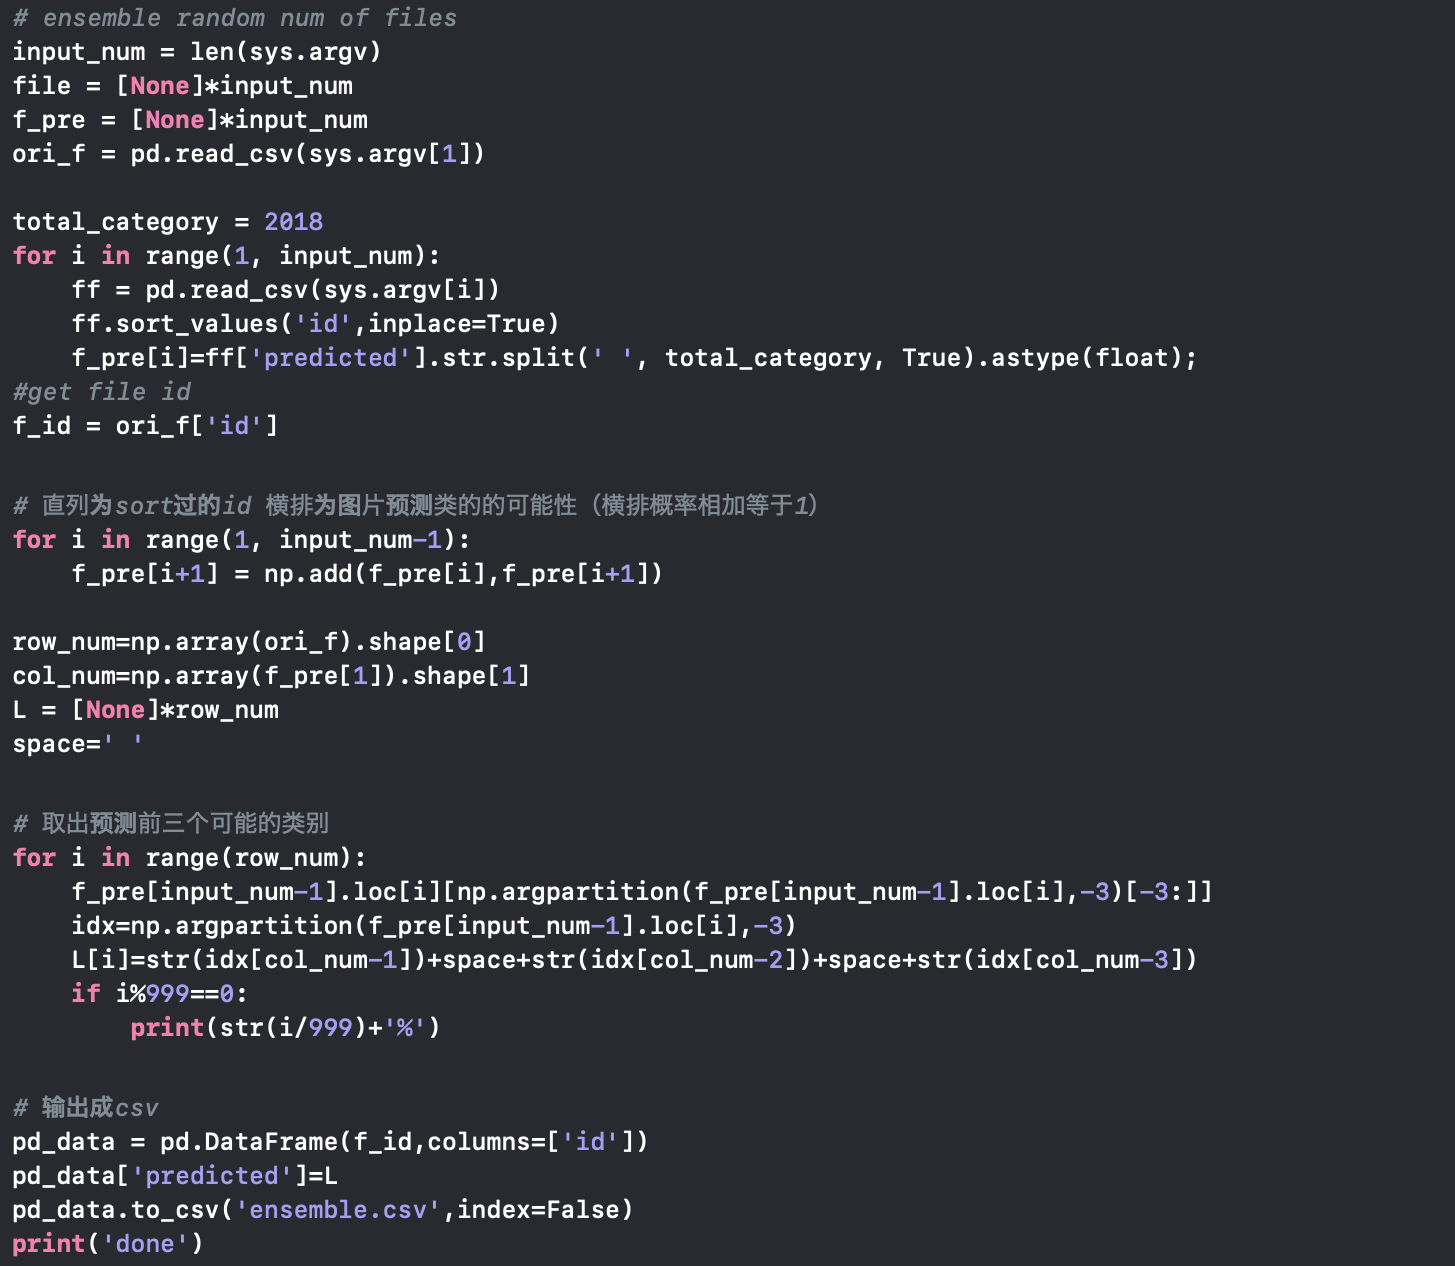 # ensemble random num of files
input_num = len(sys.argv)
file = [None]*input_num
f_pre = [None]*input_num
ori_f = pd.read_csv(sys.argv[1])
total_category = 2018
for i in range(1, input_num):
    ff = pd.read_csv(sys.argv[i])
    ff.sort_values('id',inplace=True)
    f_pre[i]=ff['predicted'].str.split(' ', total_category, True).astype(float);
#get file id
f_id = ori_f['id']
# 直列为sort过的id 横排为图片预测类的的可能性（横排概率相加等于1）
for i in range(1, input_num-1):
    f_pre[i+1] = np.add(f_pre[i],f_pre[i+1])
row_num=np.array(ori_f).shape[0]
col_num=np.array(f_pre[1]).shape[1]
L = [None]*row_num
space=' '
# 取出预测前三个可能的类别
for i in range(row_num):
    f_pre[input_num-1].loc[i][np.argpartition(f_pre[input_num-1].loc[i],-3)[-3:]]
    idx=np.argpartition(f_pre[input_num-1].loc[i],-3)
    L[i]=str(idx[col_num-1])+space+str(idx[col_num-2])+space+str(idx[col_num-3])
    if i%999==0:
        print(str(i/999)+'%')
# 输出成csv
pd_data = pd.DataFrame(f_id,columns=['id'])
pd_data['predicted']=L
pd_data.to_csv('ensemble.csv',index=False)
print('done')